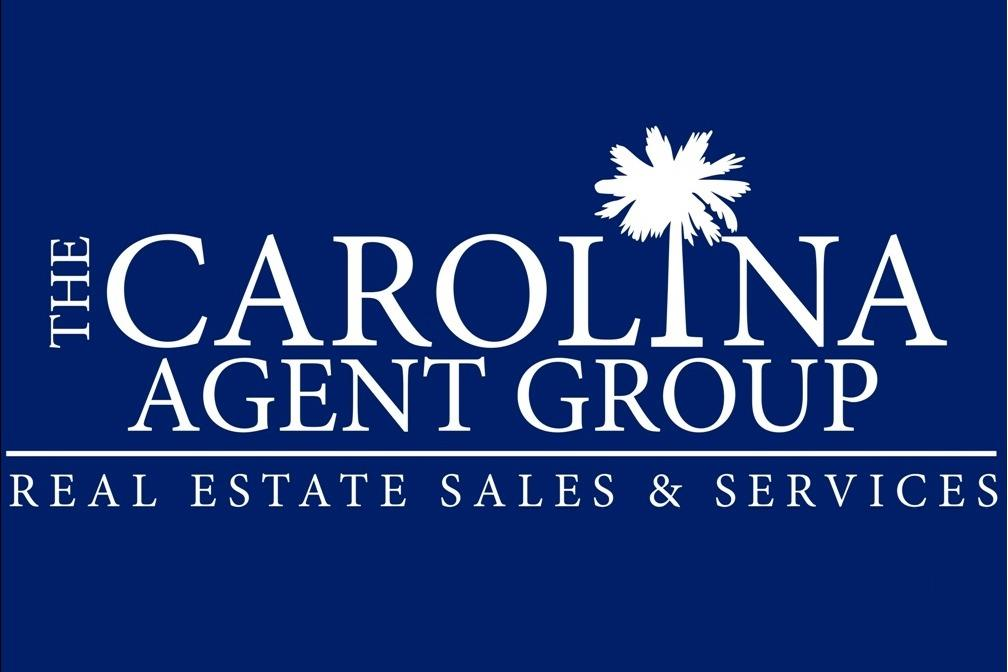 THE
CAROLINA
AGENT GROUP
REAL ESTATE SALES & SERVICES